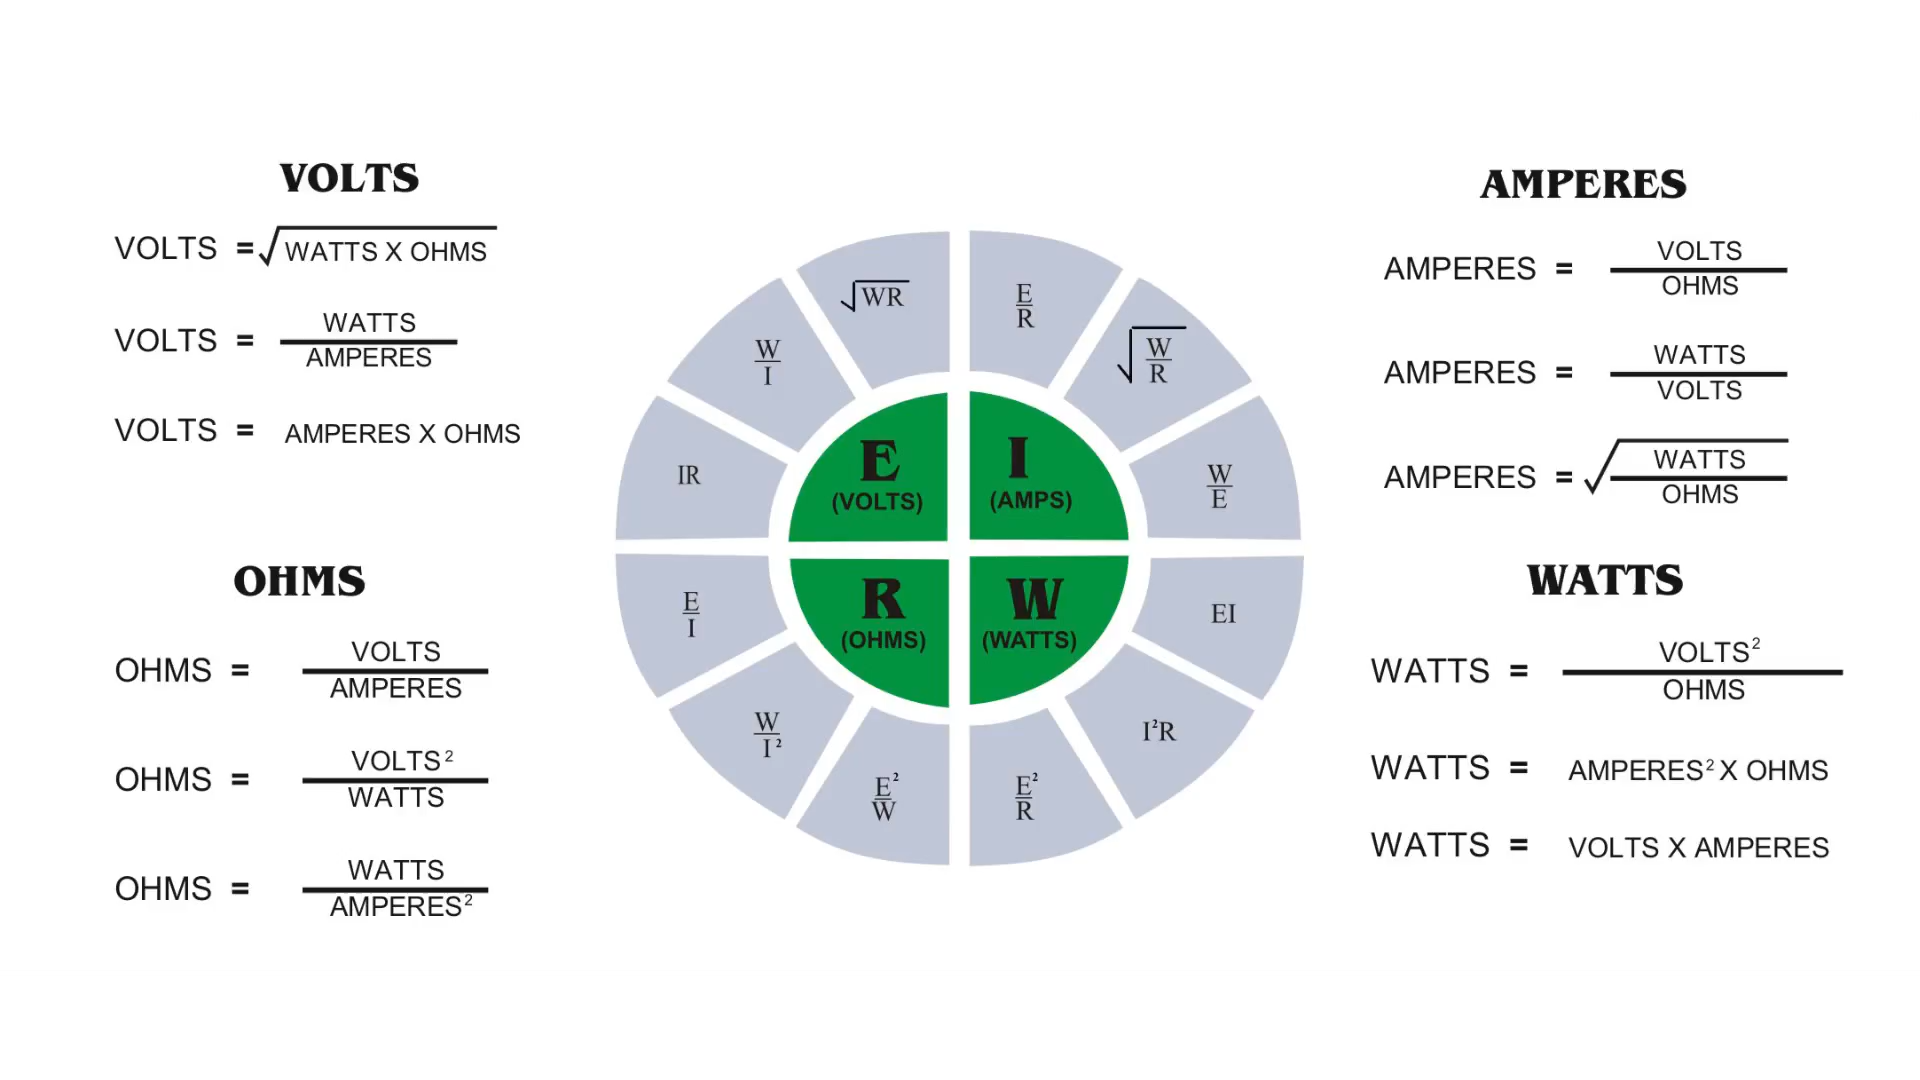 VOLTS
VOLTS = √WATTS X OHMS
VOLTS = WATTS
AMPERES
VOLTS = AMPERES X OHMS
OHMS
OHMS = VOLTS
AMPERES
OHMS = VOLTS²
WATTS
OHMS = WATTS
AMPERES²
√WR
W
I
IR
E
I
W
I²
E²
W
E
R
√W
R
W
E
EI
I²R
E²
R
E
(VOLTS)
I
(AMPS)
R
(OHMS)
W
(WATTS)
AMPERES
AMPERES = VOLTS
OHMS
AMPERES = WATTS
VOLTS
AMPERES = √WATTS
OHMS
WATTS
WATTS = VOLTS²
OHMS
WATTS = AMPERES² X OHMS
WATTS = VOLTS X AMPERES